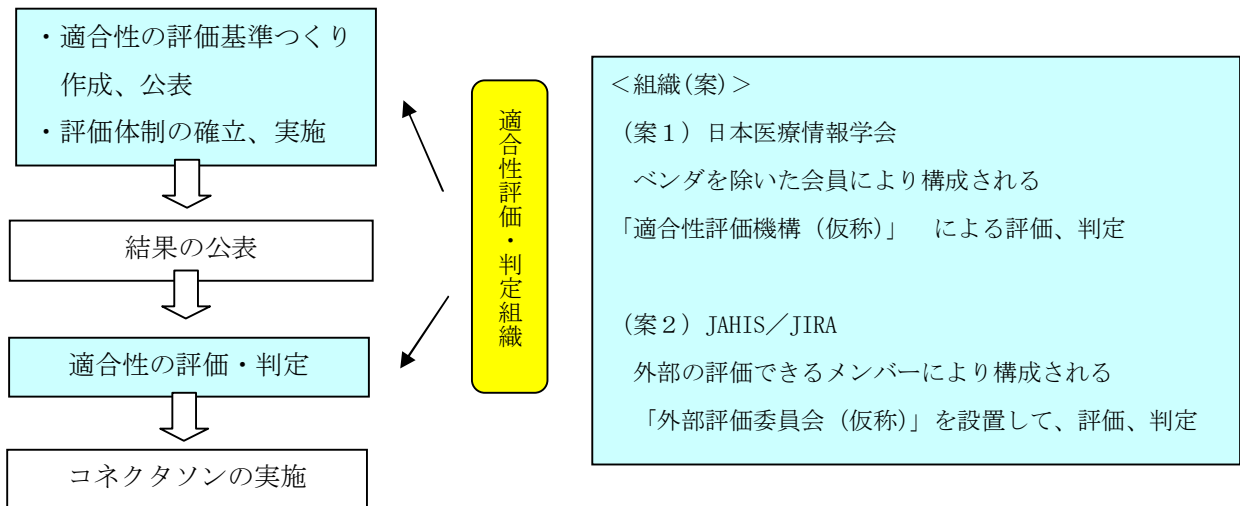 ・適合性の評価基準つくり
作成、公表
・評価体制の確立、実施
結果の公表
適合性の評価・判定
コネクタソンの実施
適合性評価・判定組織
＜組織(案)＞
（案１）日本医療情報学会
ベンダを除いた会員により構成される
「適合性評価機構（仮称）」　による評価、判定
（案２）JAHIS／JIRA
外部の評価できるメンバーにより構成される
「外部評価委員会（仮称）」を設置して、評価、判定